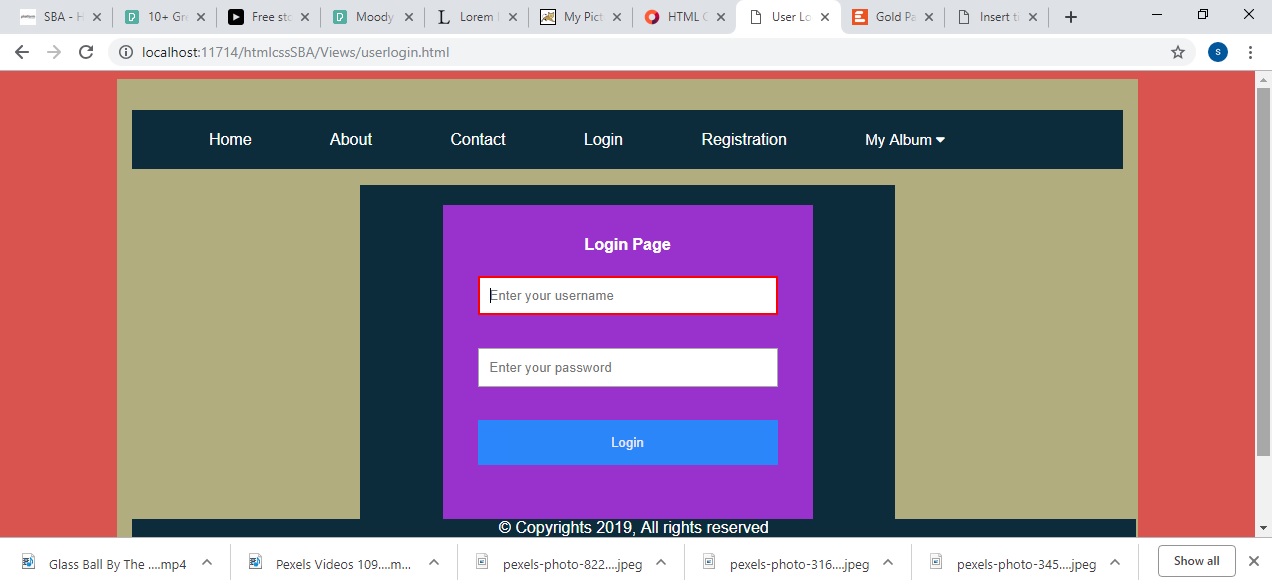 SBA - H
10+ Gre
Free sto
Moody
Lorem I
My Pict
HTML C
User Lo
Gold Pa
Insert ti
localhost:11714/htmlcssSBA/Views/userlogin.html
s
Home About Contact Login Registration My Album
Login Page
Enter your username
Enter your password
Login
© Copyrights 2019, All rights reserved
Glass Ball By The ....mp4
Pexels Videos 109....m...
pexels-photo-822....jpeg
pexels-photo-316....jpeg
pexels-photo-345....jpeg
Show all